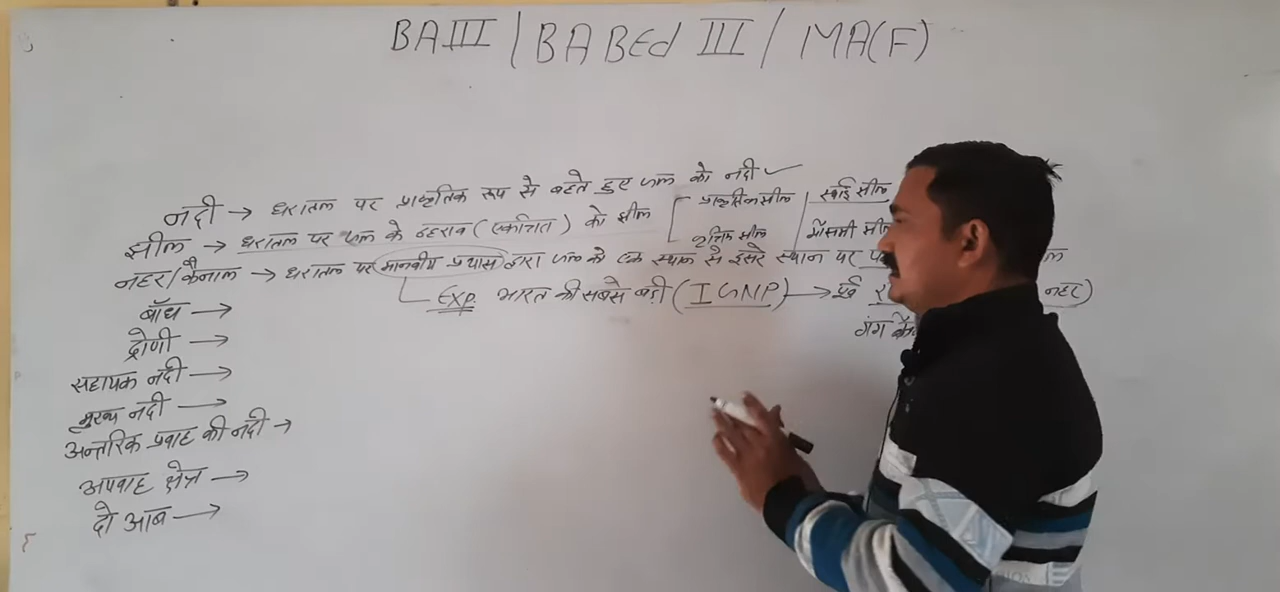 BA III / BA BEd III / MA(F)
नदी → धरातल पर प्राकृतिक रूप से बहते हुए जल को नदी ✓
झील → धरातल पर जल के ठहराव (एकत्रित) को झील [ प्राकृतिक झील | स्थाई झील
कृत्रिम झील | मौसमी झील
नहर/कैनाल → धरातल पर मानवीय प्रयास द्वारा जल को एक स्थान से दूसरे स्थान पर
Exp. भारत की सबसे बड़ी (IGNP) → पूर्व नहर)
गंग
बाँध →
द्रोणी →
सहायक नदी →
मुख्य नदी →
अन्तरिक प्रवाह की नदी →
अपवाह क्षेत्र →
दो आब →